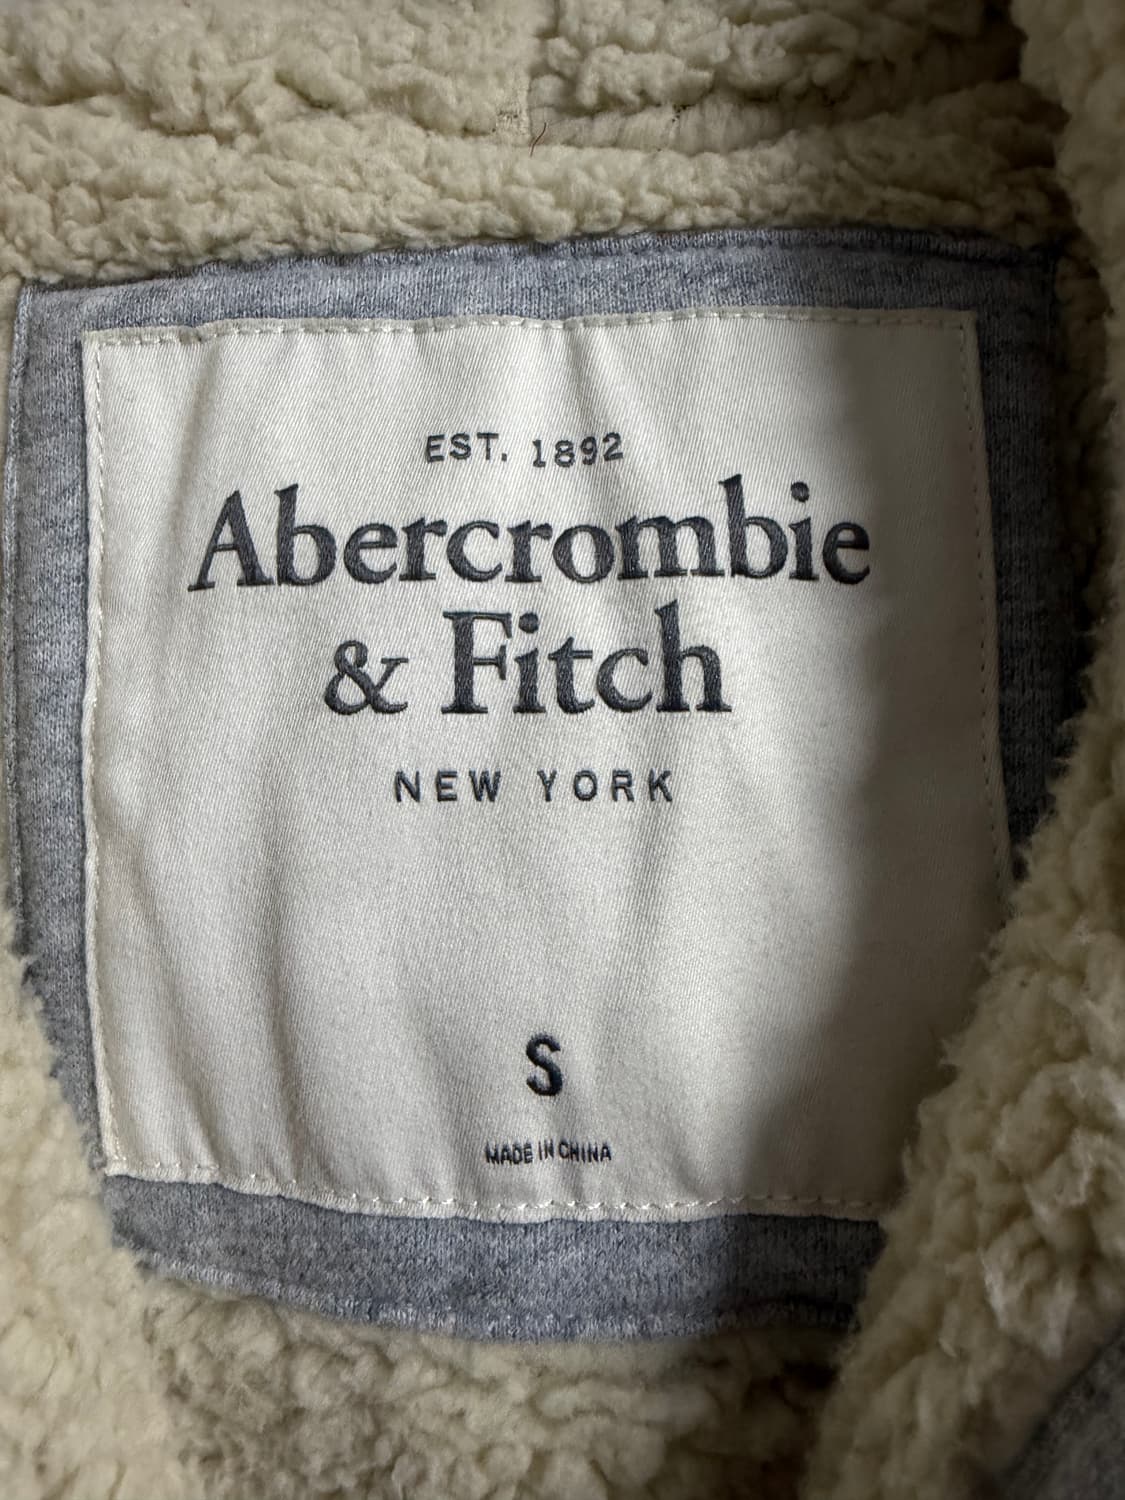 EST. 1892
Abercrombie
& Fitch
NEW YORK
S
MADE IN CHINA